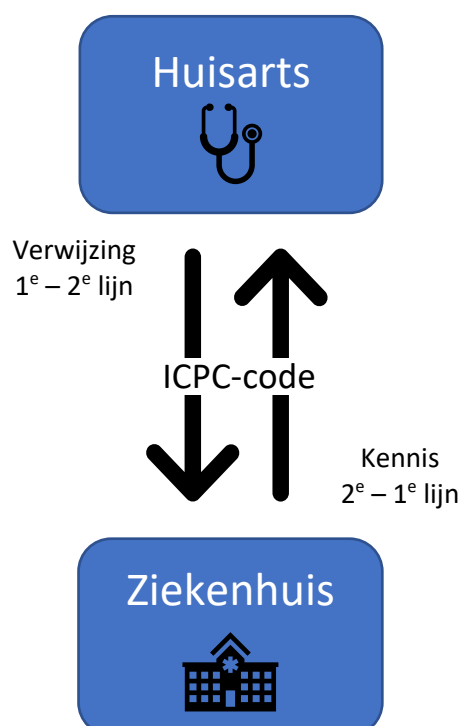 Huisarts
Verwijzing
1e – 2e lijn
ICPC-code
Kennis
2e – 1e lijn
Ziekenhuis